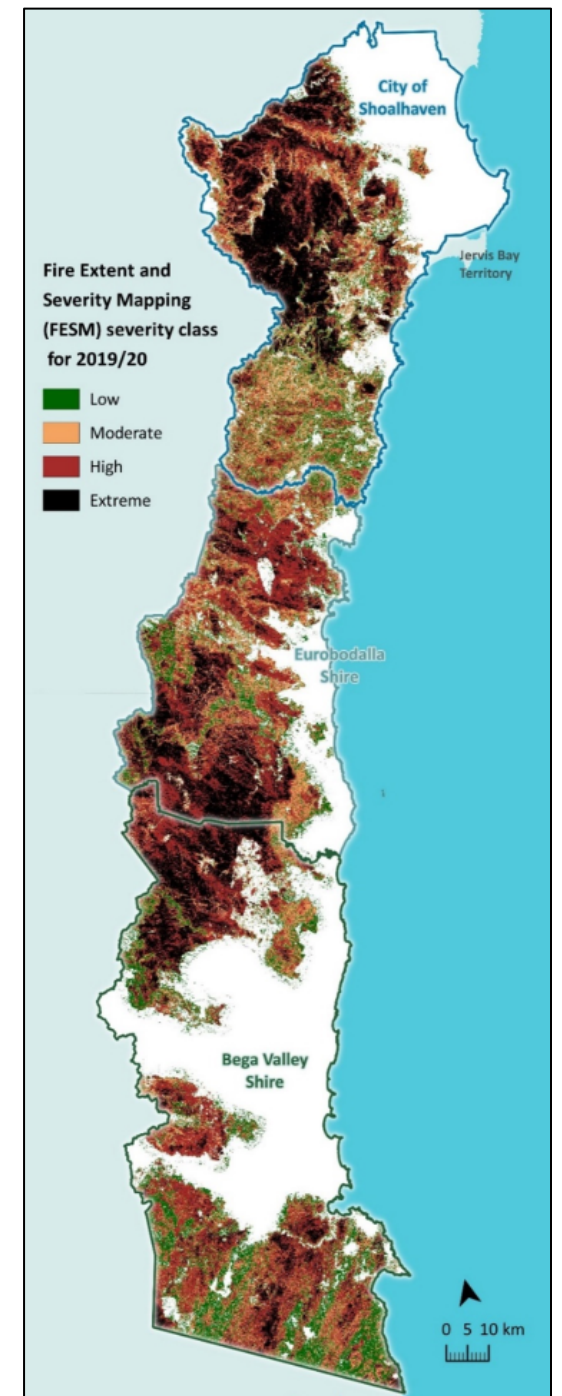 City of
Shoalhaven
Jervis Bay
Territory
Fire Extent and
Severity Mapping
(FESM) severity class
for 2019/20
Low
Moderate
High
Extreme
Eurobodalla
Shire
Bega Valley
Shire
0 5 10 km